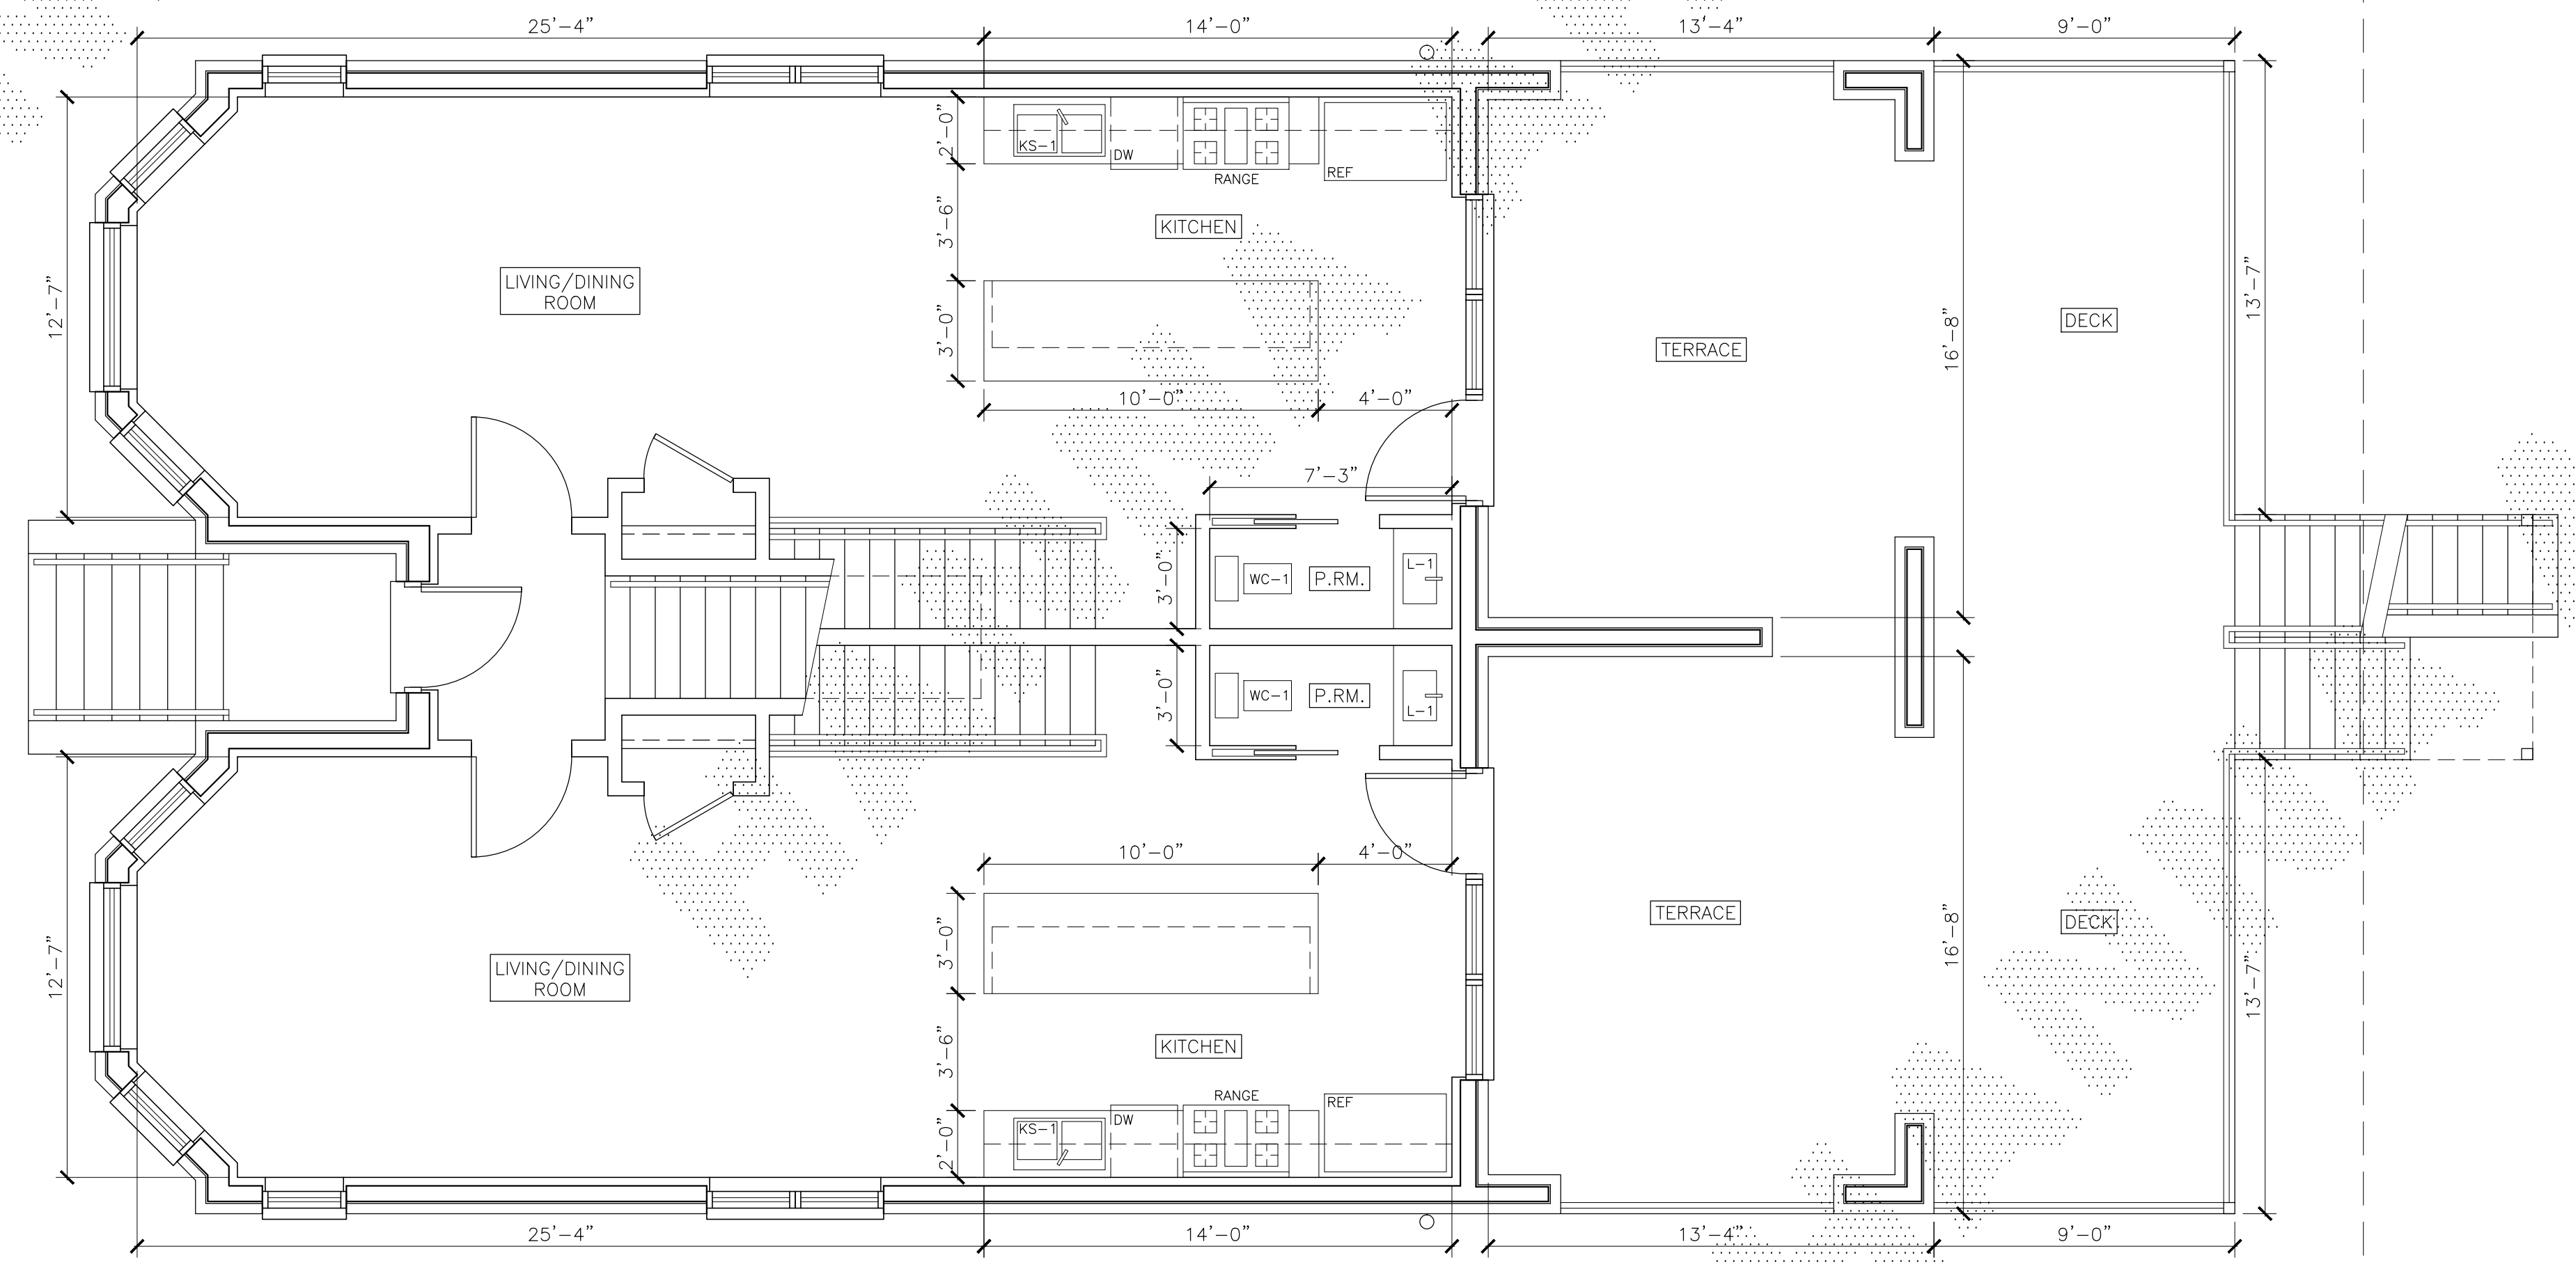 25'-4"
14'-0"
13'-4"
9'-0"
2'-0"
KS-1
DW
RANGE
REF
3'-6"
KITCHEN
12'-7"
LIVING/DINING
ROOM
13'-7"
DECK
3'-0"
16'-8"
TERRACE
10'-0"
4'-0"
7'-3"
3'-0"
WC-1
P.RM.
L-1
3'-0"
WC-1
P.RM.
L-1
10'-0"
4'-0"
TERRACE
DECK
3'-0"
16'-8"
12'-7"
LIVING/DINING
ROOM
13'-7"
3'-6"
KITCHEN
RANGE
REF
KS-1
DW
2'-0"
25'-4"
14'-0"
13'-4"
9'-0"